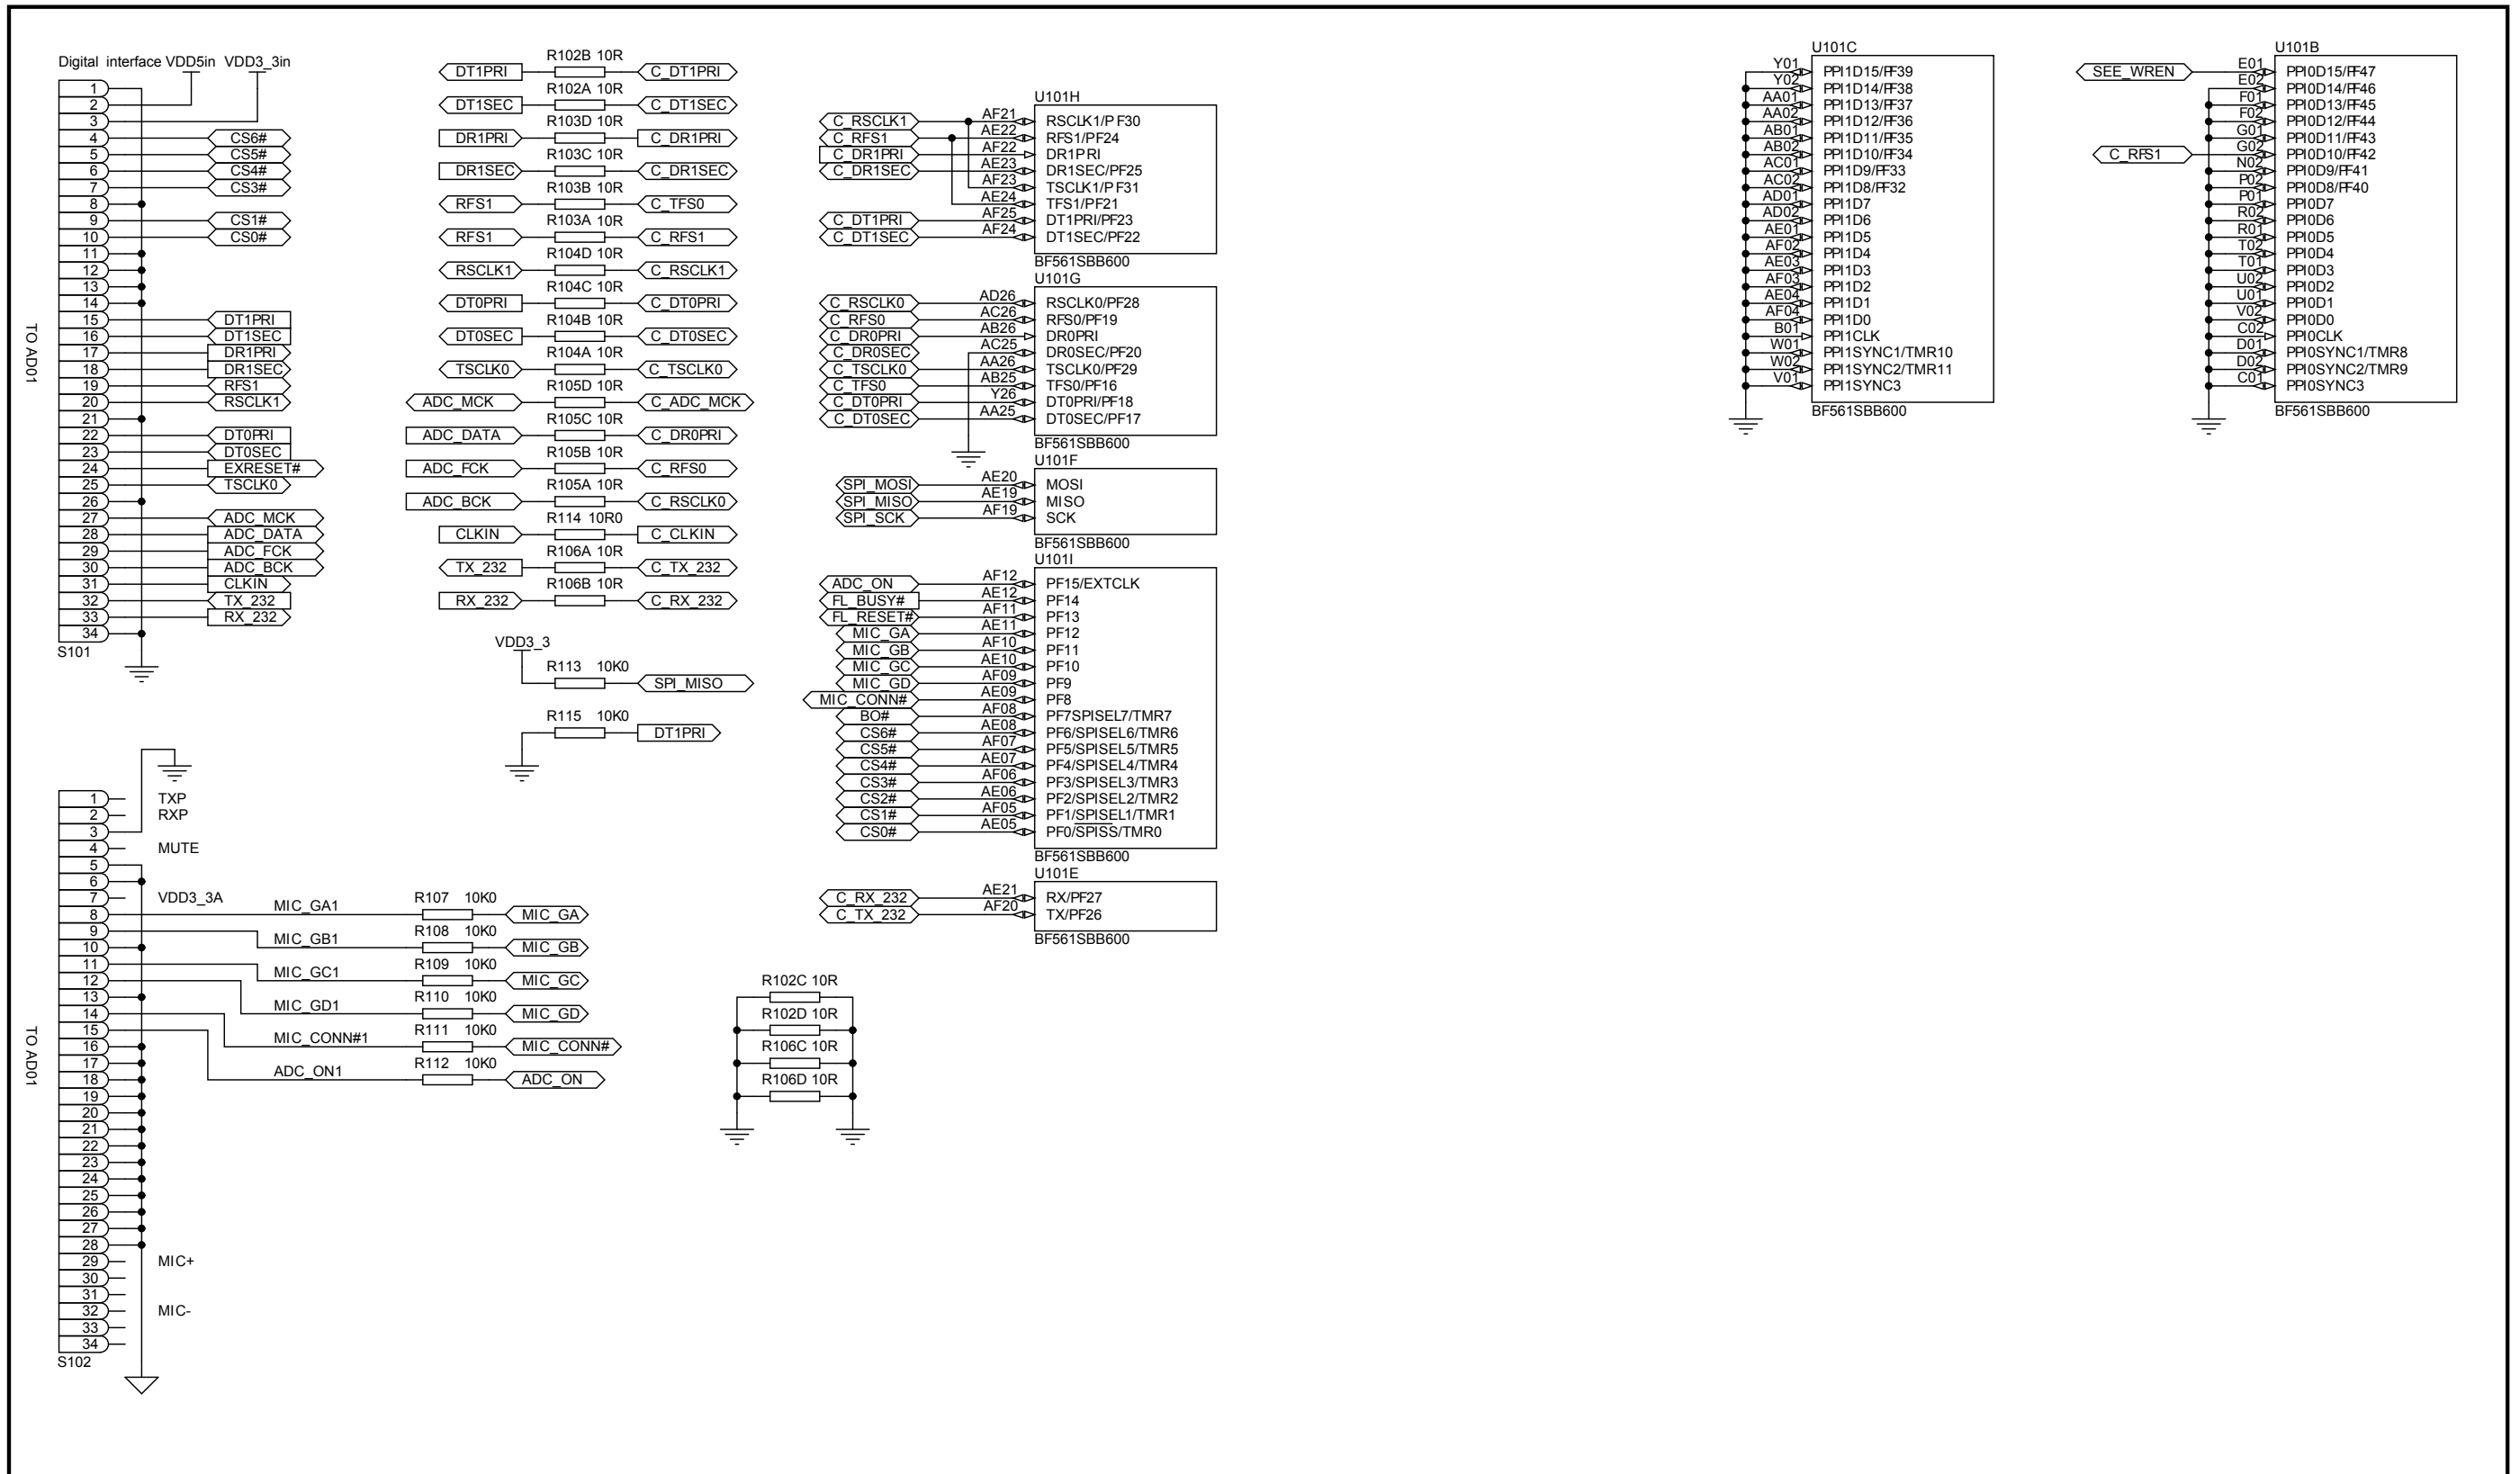 Digital interface VDD5in VDD3_3in
1
2
3
4 CS6#
5 CS5#
6 CS4#
7 CS3#
8
9 CS1#
10 CS0#
11
12
13
14
15 DT1PRI
16 DT1SEC
17 DR1PRI
18 DR1SEC
19 RFS1
20 RSCLK1
21
22 DT0PRI
23 DT0SEC
24 EXRESET#
25 TSCLK0
26
27 ADC_MCK
28 ADC_DATA
29 ADC_FCK
30 ADC_BCK
31 CLKIN
32 TX_232
33 RX_232
34
S101
TO AD01
R102B 10R
DT1PRI C_DT1PRI
R102A 10R
DT1SEC C_DT1SEC
R103D 10R
DR1PRI C_DR1PRI
R103C 10R
DR1SEC C_DR1SEC
R103B 10R
RFS1 C_TFS0
R103A 10R
RFS1 C_RFS1
R104D 10R
RSCLK1 C_RSCLK1
R104C 10R
DT0PRI C_DT0PRI
R104B 10R
DT0SEC C_DT0SEC
R104A 10R
TSCLK0 C_TSCLK0
R105D 10R
ADC_MCK C_ADC_MCK
R105C 10R
ADC_DATA C_DR0PRI
R105B 10R
ADC_FCK C_RFS0
R105A 10R
ADC_BCK C_RSCLK0
R114 10R0
CLKIN C_CLKIN
R106A 10R
TX_232 C_TX_232
R106B 10R
RX_232 C_RX_232
VDD3_3
R113 10K0
SPI_MISO
R115 10K0
DT1PRI
U101H
C_RSCLK1 AF21 RSCLK1/PF30
C_RFS1 AE22 RFS1/PF24
C_DR1PRI AF22 DR1PRI
C_DR1SEC AE23 DR1SEC/PF25
AF23 TSCLK1/PF31
AE24 TFS1/PF21
C_DT1PRI AF25 DT1PRI/PF23
C_DT1SEC AF24 DT1SEC/PF22
BF561SBB600
U101G
C_RSCLK0 AD26 RSCLK0/PF28
C_RFS0 AC26 RFS0/PF19
C_DR0PRI AB26 DR0PRI
C_DR0SEC AC25 DR0SEC/PF20
C_TSCLK0 AA26 TSCLK0/PF29
C_TFS0 AB25 TFS0/PF16
C_DT0PRI Y26 DT0PRI/PF18
C_DT0SEC AA25 DT0SEC/PF17
BF561SBB600
U101F
SPI_MOSI AE20 MOSI
SPI_MISO AE19 MISO
SPI_SCK AF19 SCK
BF561SBB600
U101I
ADC_ON AF12 PF15/EXTCLK
FL_BUSY# AE12 PF14
FL_RESET# AF11 PF13
MIC_GA AE11 PF12
MIC_GB AF10 PF11
MIC_GC AE10 PF10
MIC_GD AF09 PF9
MIC_CONN# AE09 PF8
BO# AF08 PF7SPISEL7/TMR7
CS6# AE08 PF6/SPISEL6/TMR6
CS5# AF07 PF5/SPISEL5/TMR5
CS4# AE07 PF4/SPISEL4/TMR4
CS3# AF06 PF3/SPISEL3/TMR3
CS2# AE06 PF2/SPISEL2/TMR2
CS1# AF05 PF1/SPISEL1/TMR1
CS0# AE05 PF0/SPISS/TMR0
BF561SBB600
U101E
C_RX_232 AE21 RX/PF27
C_TX_232 AF20 TX/PF26
BF561SBB600
U101C
Y01 PPI1D15/PF39
Y02 PPI1D14/PF38
AA01 PPI1D13/PF37
AA02 PPI1D12/PF36
AB01 PPI1D11/PF35
AB02 PPI1D10/PF34
AC01 PPI1D9/PF33
AC02 PPI1D8/PF32
AD01 PPI1D7
AD02 PPI1D6
AE01 PPI1D5
AF02 PPI1D4
AE03 PPI1D3
AF03 PPI1D2
AE04 PPI1D1
AF04 PPI1D0
B01 PPI1CLK
W01 PPI1SYNC1/TMR10
W02 PPI1SYNC2/TMR11
V01 PPI1SYNC3
BF561SBB600
U101B
SEE_WREN E01 PPI0D15/PF47
E02 PPI0D14/PF46
F01 PPI0D13/PF45
F02 PPI0D12/PF44
G01 PPI0D11/PF43
C_RFS1 G02 PPI0D10/PF42
N02 PPI0D9/PF41
P02 PPI0D8/PF40
P01 PPI0D7
R02 PPI0D6
R01 PPI0D5
T02 PPI0D4
T01 PPI0D3
U02 PPI0D2
U01 PPI0D1
V02 PPI0D0
C02 PPI0CLK
D01 PPI0SYNC1/TMR8
D02 PPI0SYNC2/TMR9
C01 PPI0SYNC3
BF561SBB600
1 TXP
2 RXP
3
4 MUTE
5
6
7 VDD3_3A
8 MIC_GA1 R107 10K0 MIC_GA
9 MIC_GB1 R108 10K0 MIC_GB
10
11 MIC_GC1 R109 10K0 MIC_GC
12 MIC_GD1 R110 10K0 MIC_GD
13
14 MIC_CONN#1 R111 10K0 MIC_CONN#
15 ADC_ON1 R112 10K0 ADC_ON
16
17
18
19
20
21
22
23
24
25
26
27
28
29 MIC+
30
31
32 MIC-
33
34
S102
TO AD01
R102C 10R
R102D 10R
R106C 10R
R106D 10R